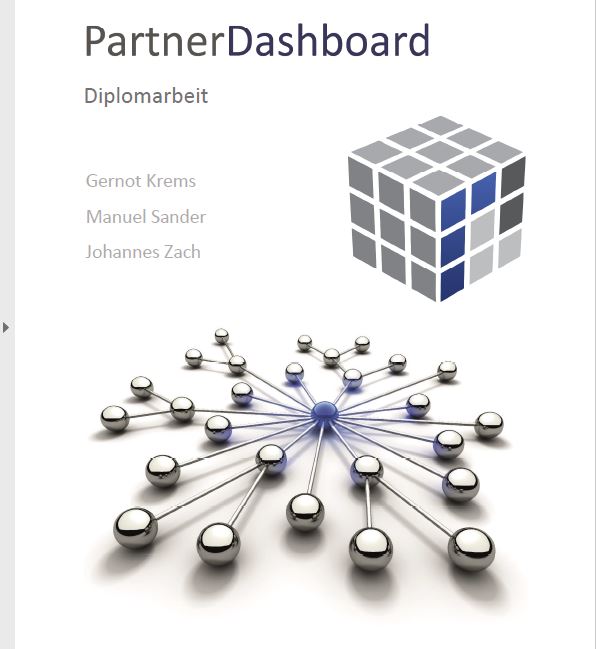 PartnerDashboard
Diplomarbeit
Gernot Krems
Manuel Sander
Johannes Zach